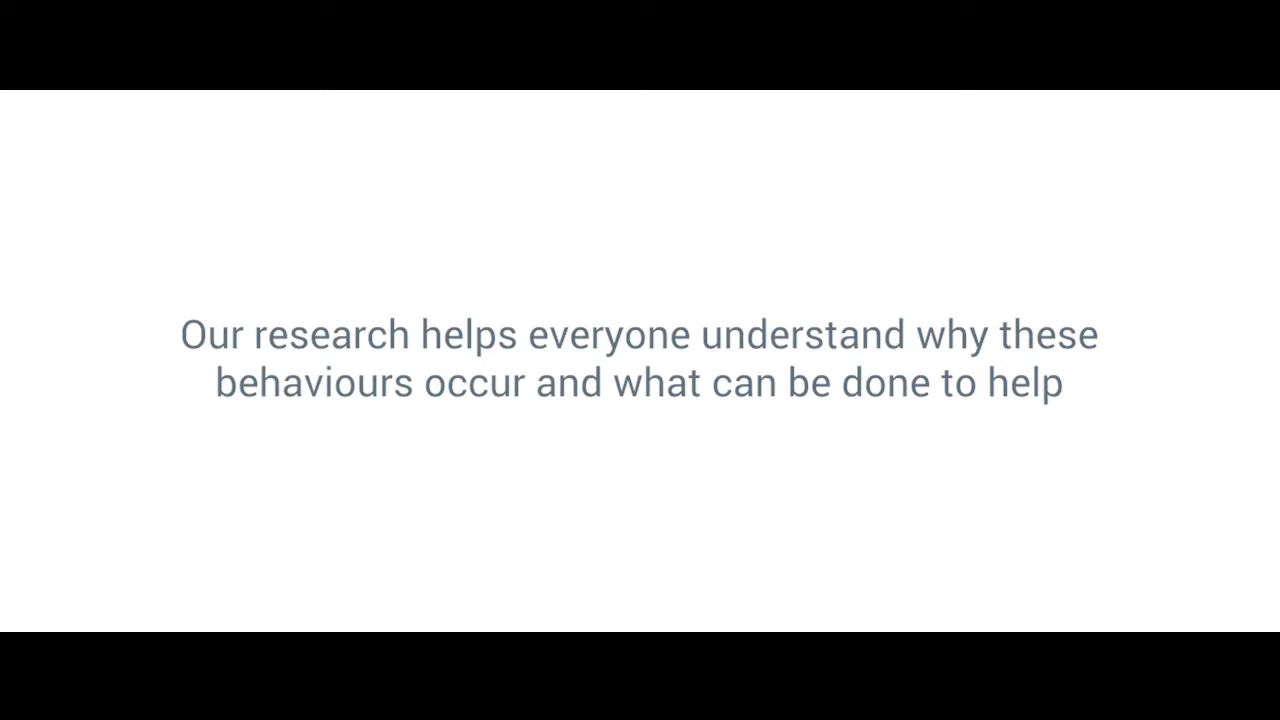 Our research helps everyone understand why these
behaviours occur and what can be done to help